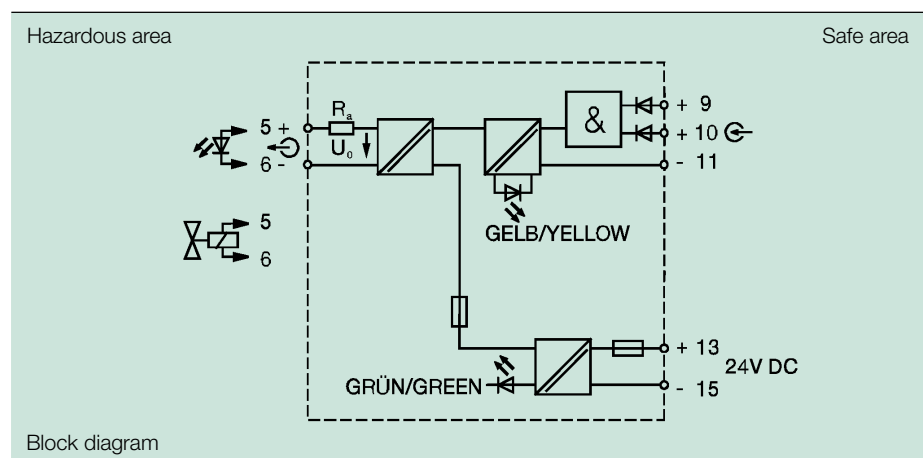 Hazardous area
Safe area
5 +
Ra
U0
6 -
&
+ 9
+ 10
- 11
GELB/YELLOW
5
6
+ 13
24V DC
- 15
GRÜN/GREEN
Block diagram